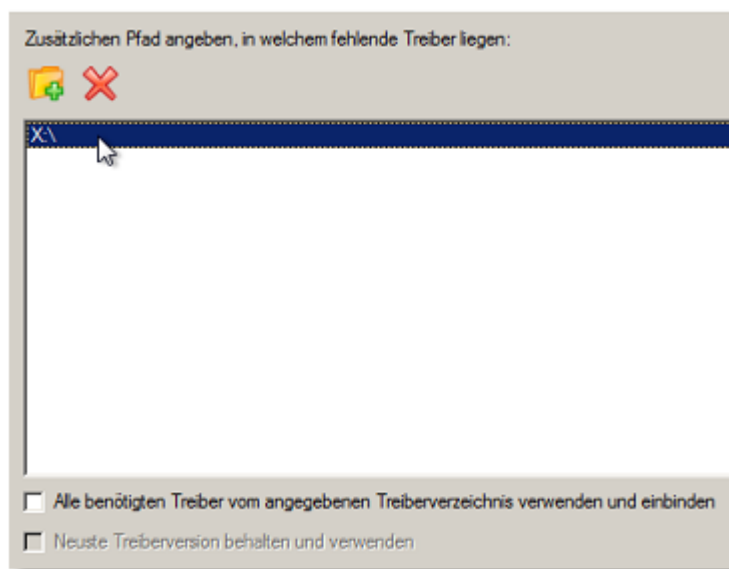 Zusätzlichen Pfad angeben, in welchem fehlende Treiber liegen:
X:\
Alle benötigten Treiber vom angegebenen Treiberverzeichnis verwenden und einbinden
Neuste Treiberversion behalten und verwenden